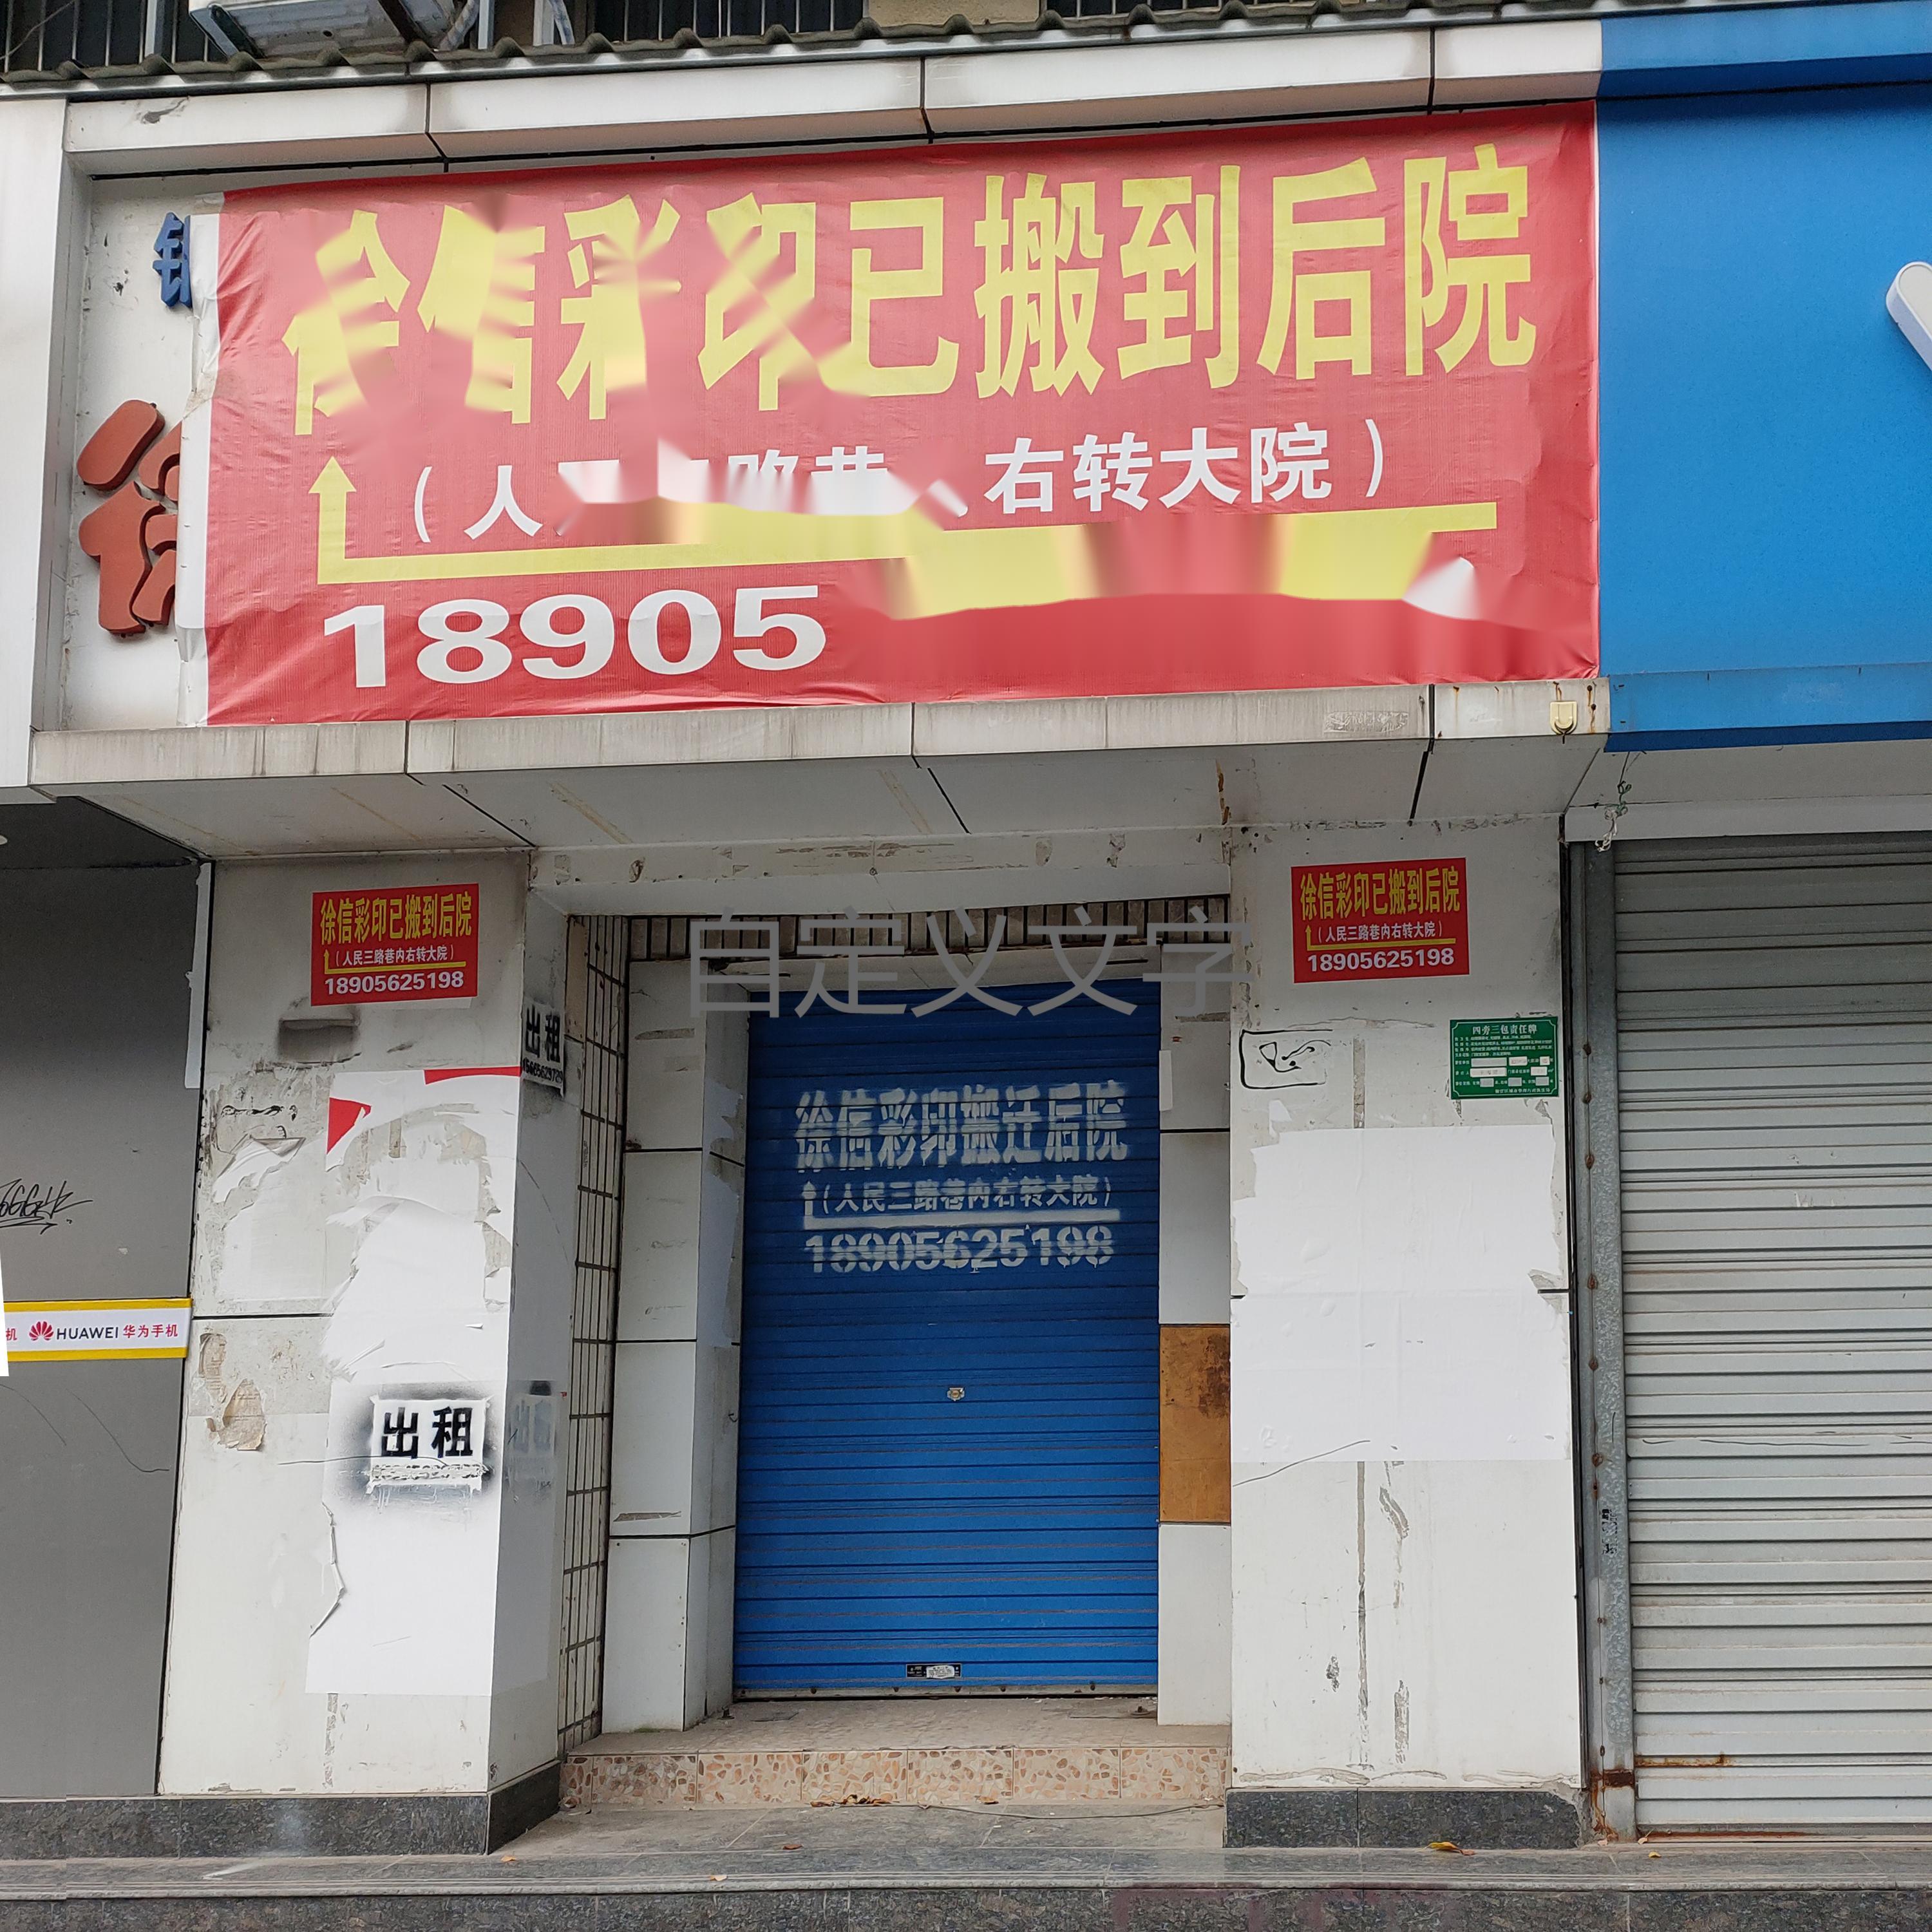 徐信彩印已搬到后院
右转大院）
18905
徐信彩印已搬到后院
（人民三路巷内右转大院）
18905625198
徐信彩印已搬到后院
（人民三路巷内右转大院）
18905625198
自定义文字
出租
四旁三包责任牌
徐信彩印搬迁后院
（人民三路巷内右转大院）
18905625198
机 HUAWEI 华为手机
出租